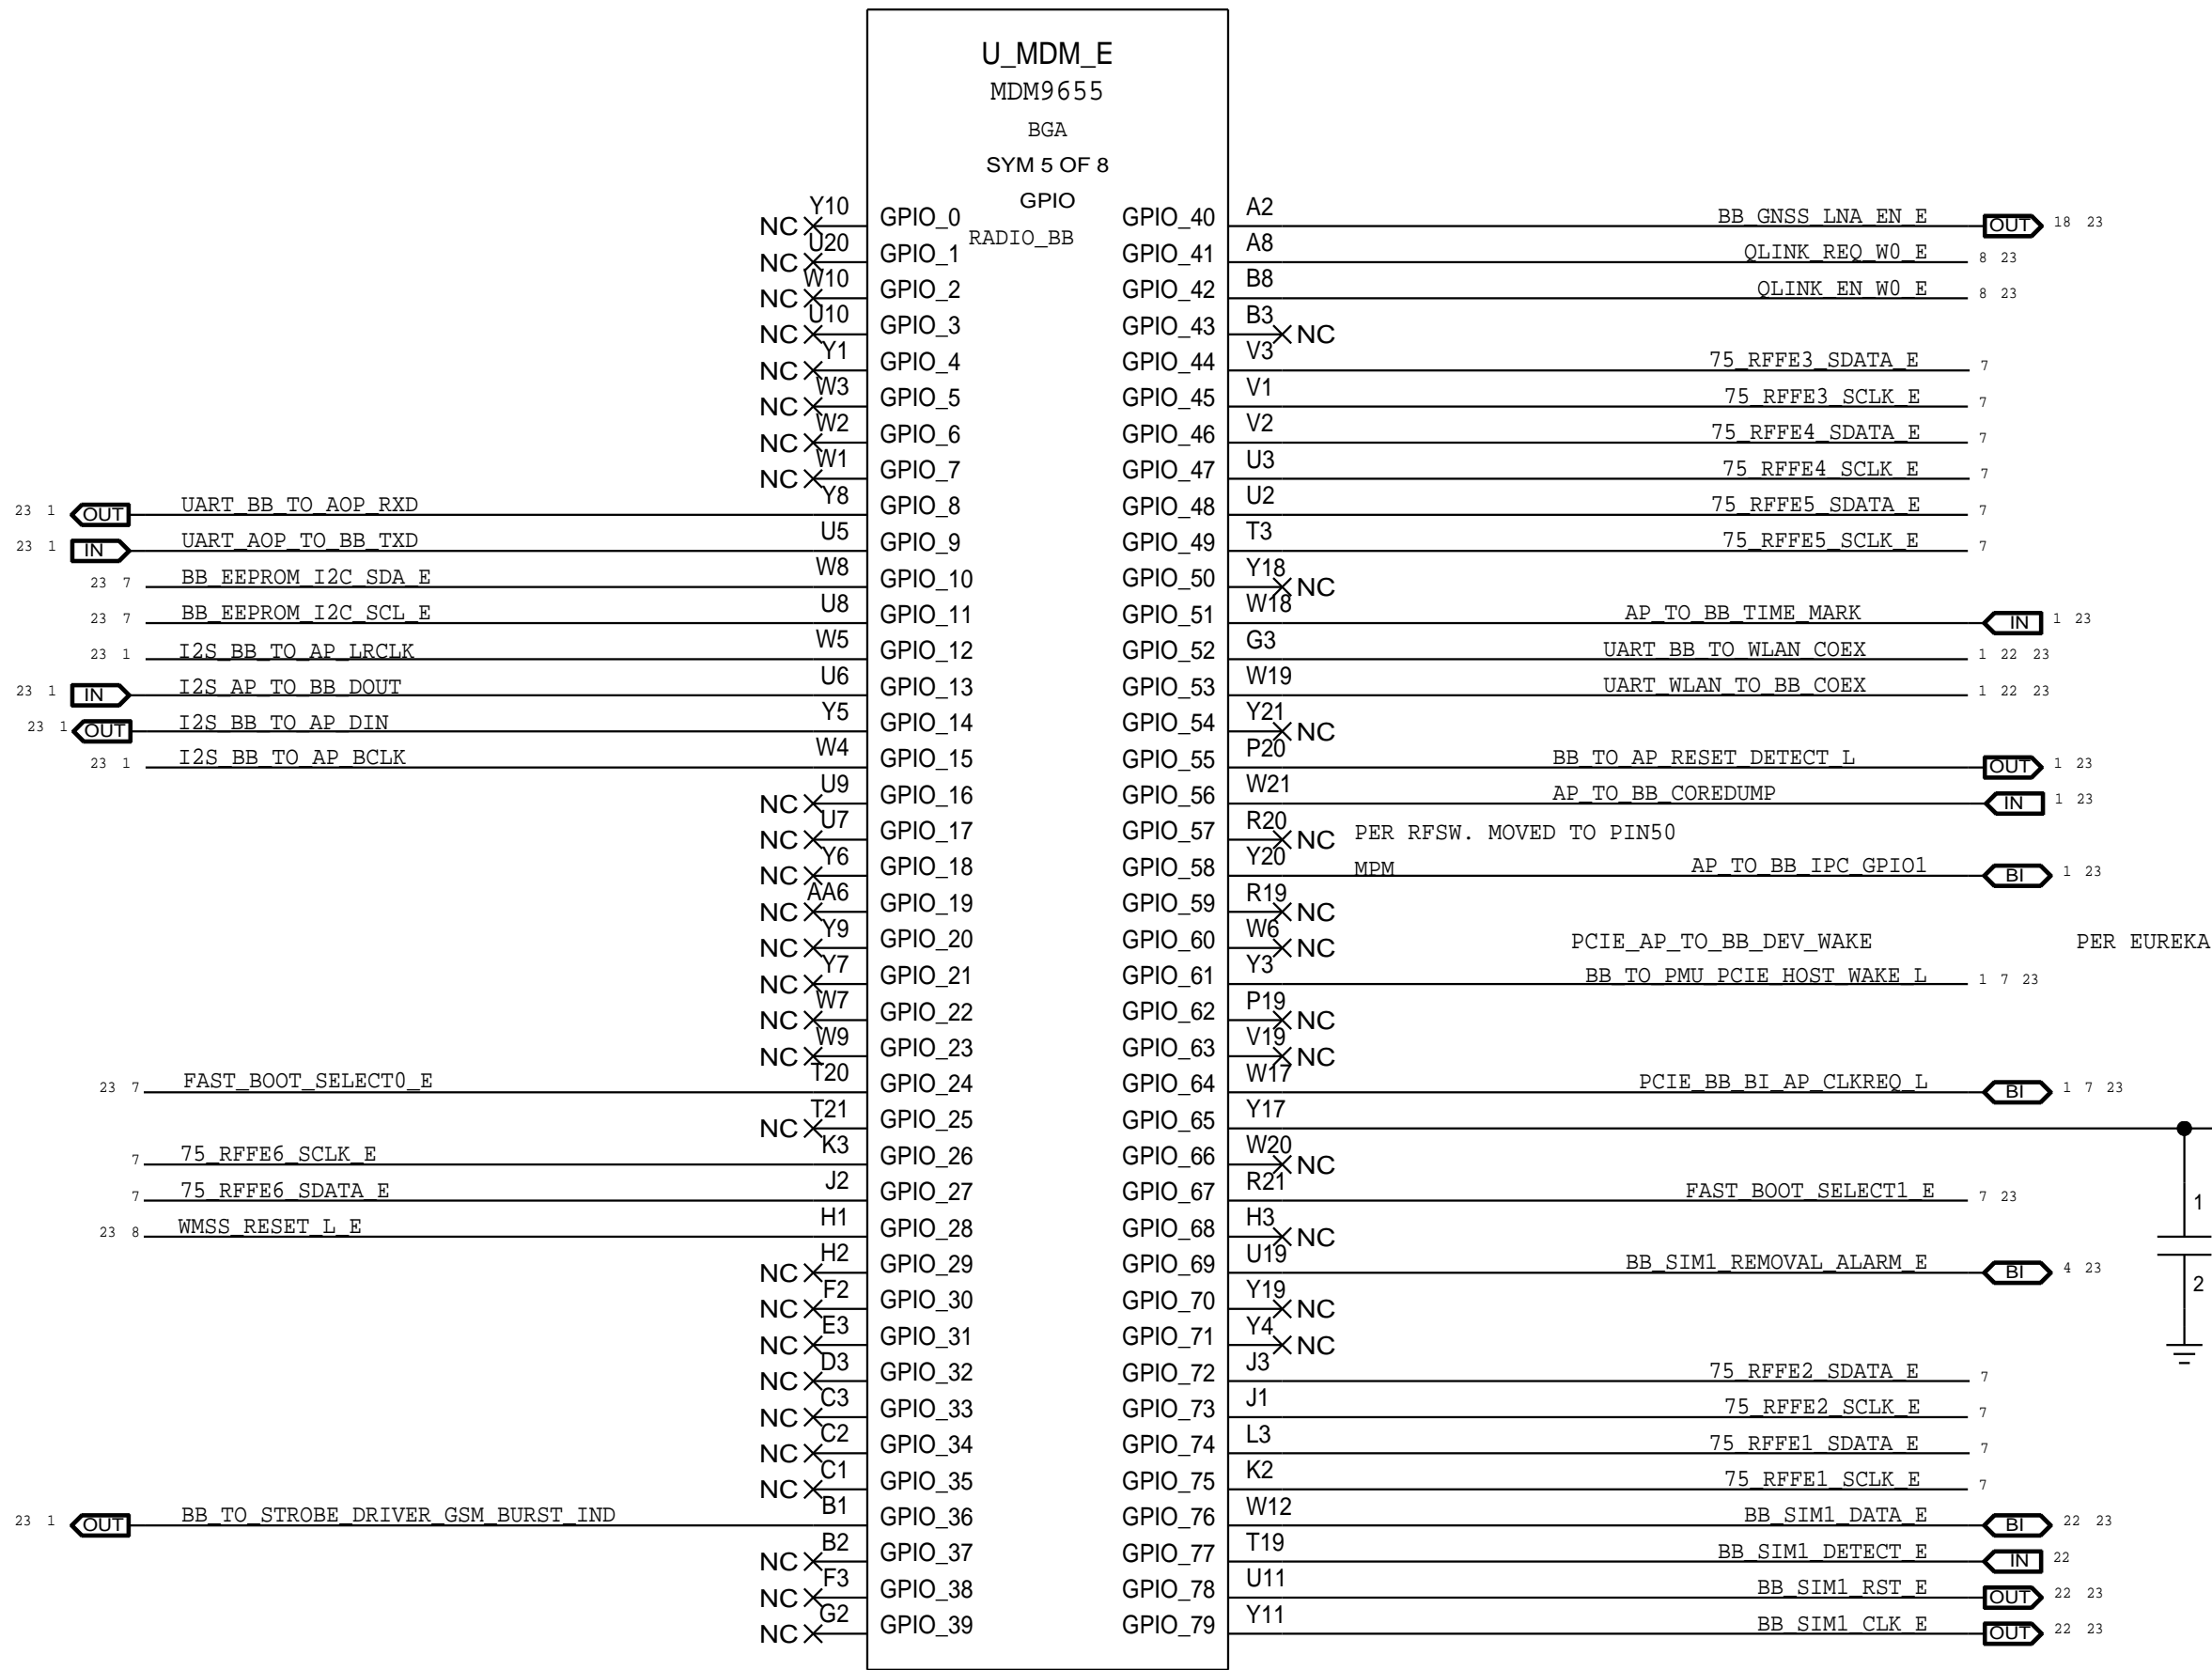 U_MDM_E
MDM9655
BGA
SYM 5 OF 8
GPIO
RADIO_BB
NC Y10 GPIO_0 GPIO_40 A2 BB_GNSS_LNA_EN_E OUT 18 23
NC U20 GPIO_1 GPIO_41 A8 QLINK_REQ_W0_E 8 23
NC W10 GPIO_2 GPIO_42 B8 QLINK_EN_W0_E 8 23
NC U10 GPIO_3 GPIO_43 B3 NC
NC Y1 GPIO_4 GPIO_44 V3 75_RFFE3_SDATA_E 7
NC W3 GPIO_5 GPIO_45 V1 75_RFFE3_SCLK_E 7
NC W2 GPIO_6 GPIO_46 V2 75_RFFE4_SDATA_E 7
NC W1 GPIO_7 GPIO_47 U3 75_RFFE4_SCLK_E 7
23 1 OUT UART_BB_TO_AOP_RXD Y8 GPIO_8 GPIO_48 U2 75_RFFE5_SDATA_E 7
23 1 IN UART_AOP_TO_BB_TXD U5 GPIO_9 GPIO_49 T3 75_RFFE5_SCLK_E 7
23 7 BB_EEPROM_I2C_SDA_E W8 GPIO_10 GPIO_50 Y18 NC
23 7 BB_EEPROM_I2C_SCL_E U8 GPIO_11 GPIO_51 W18 AP_TO_BB_TIME_MARK IN 1 23
23 1 I2S_BB_TO_AP_LRCLK W5 GPIO_12 GPIO_52 G3 UART_BB_TO_WLAN_COEX 1 22 23
23 1 IN I2S_AP_TO_BB_DOUT U6 GPIO_13 GPIO_53 W19 UART_WLAN_TO_BB_COEX 1 22 23
23 1 OUT I2S_BB_TO_AP_DIN Y5 GPIO_14 GPIO_54 Y21 NC
23 1 I2S_BB_TO_AP_BCLK W4 GPIO_15 GPIO_55 P20 BB_TO_AP_RESET_DETECT_L OUT 1 23
NC U9 GPIO_16 GPIO_56 W21 AP_TO_BB_COREDUMP IN 1 23
NC U7 GPIO_17 GPIO_57 R20 NC PER RFSW. MOVED TO PIN50
NC Y6 GPIO_18 GPIO_58 Y20 MPM AP_TO_BB_IPC_GPIO1 BI 1 23
NC AA6 GPIO_19 GPIO_59 R19 NC
NC Y9 GPIO_20 GPIO_60 W6 NC PCIE_AP_TO_BB_DEV_WAKE PER EUREKA
NC Y7 GPIO_21 GPIO_61 Y3 BB_TO_PMU_PCIE_HOST_WAKE_L 1 7 23
NC W7 GPIO_22 GPIO_62 P19 NC
NC W9 GPIO_23 GPIO_63 V19 NC
23 7 FAST_BOOT_SELECT0_E T20 GPIO_24 GPIO_64 W17 PCIE_BB_BI_AP_CLKREQ_L BI 1 7 23
NC T21 GPIO_25 GPIO_65 Y17
7 75_RFFE6_SCLK_E K3 GPIO_26 GPIO_66 W20 NC
7 75_RFFE6_SDATA_E J2 GPIO_27 GPIO_67 R21 FAST_BOOT_SELECT1_E 7 23 1
23 8 WMSS_RESET_L_E H1 GPIO_28 GPIO_68 H3 NC
NC H2 GPIO_29 GPIO_69 U19 BB_SIM1_REMOVAL_ALARM_E BI 4 23 2
NC F2 GPIO_30 GPIO_70 Y19 NC
NC E3 GPIO_31 GPIO_71 Y4 NC
NC D3 GPIO_32 GPIO_72 J3 75_RFFE2_SDATA_E 7
NC C3 GPIO_33 GPIO_73 J1 75_RFFE2_SCLK_E 7
NC C2 GPIO_34 GPIO_74 L3 75_RFFE1_SDATA_E 7
NC C1 GPIO_35 GPIO_75 K2 75_RFFE1_SCLK_E 7
23 1 OUT BB_TO_STROBE_DRIVER_GSM_BURST_IND B1 GPIO_36 GPIO_76 W12 BB_SIM1_DATA_E BI 22 23
NC B2 GPIO_37 GPIO_77 T19 BB_SIM1_DETECT_E IN 22
NC F3 GPIO_38 GPIO_78 U11 BB_SIM1_RST_E OUT 22 23
NC G2 GPIO_39 GPIO_79 Y11 BB_SIM1_CLK_E OUT 22 23